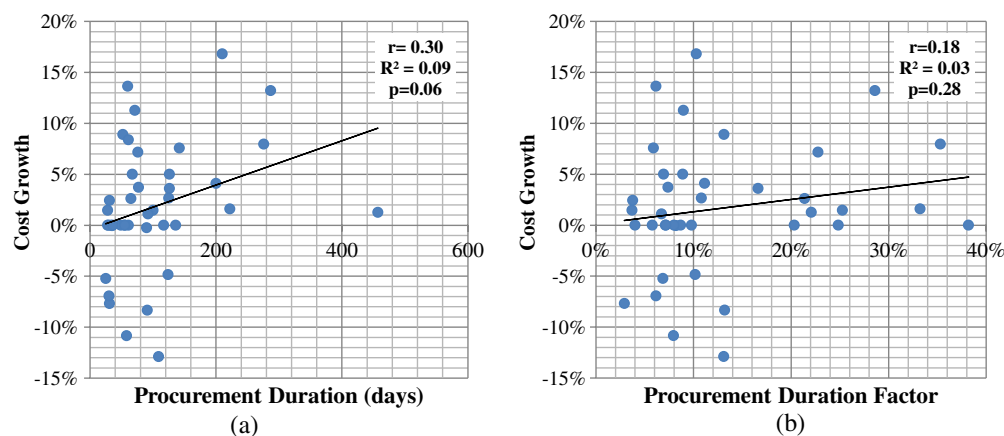 20%
15%
10%
5%
0%
-5%
-10%
-15%
Cost Growth
r= 0.30
R² = 0.09
p=0.06
0 200 400 600
Procurement Duration (days)
(a)
20%
15%
10%
5%
0%
-5%
-10%
-15%
Cost Growth
r=0.18
R² = 0.03
p=0.28
0% 10% 20% 30% 40%
Procurement Duration Factor
(b)